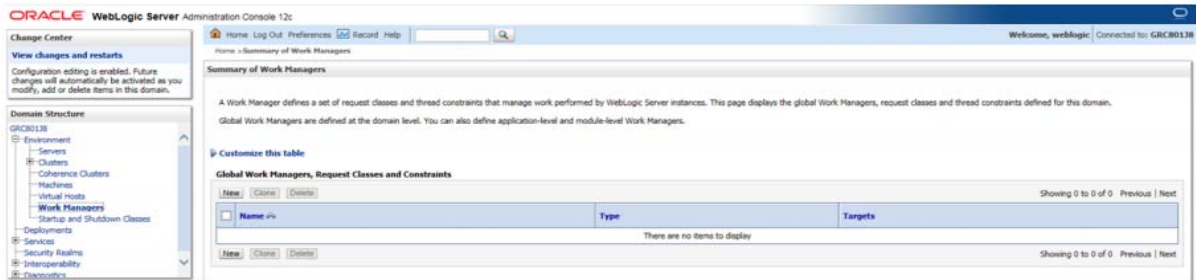 ORACLE WebLogic Server Administration Console 12c
Change Center
View changes and restarts
Configuration editing is enabled. Future
changes will automatically be activated as you
modify, add or delete items in this domain.
Domain Structure
GRC801JB
Environment
Servers
Clusters
Coherence Clusters
Machines
Virtual Hosts
Work Managers
Startup and Shutdown Classes
Deployments
Services
Security Realms
Interoperability
Diagnostics
Home Log Out Preferences Record Help
Welcome, weblogic Connected to: GRC801JB
Home >Summary of Work Managers
Summary of Work Managers
A Work Manager defines a set of request classes and thread constraints that manage work performed by WebLogic Server instances. This page displays the global Work Managers, request classes and thread constraints defined for this domain.
Global Work Managers are defined at the domain level. You can also define application-level and module-level Work Managers.
Customize this table
Global Work Managers, Request Classes and Constraints
New Clone Delete
Showing 0 to 0 of 0 Previous | Next
Name Type Targets
There are no items to display
New Clone Delete
Showing 0 to 0 of 0 Previous | Next